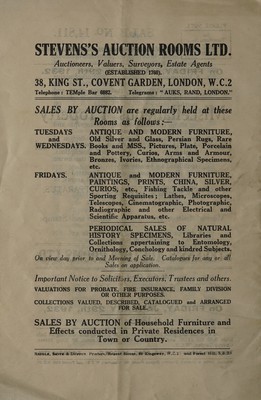 STEVENS'S AUCTION ROOMS LTD.
Auctioneers, Valuers, Surveyors, Estate Agents
(ESTABLISHED 1760).
38, KING ST., COVENT GARDEN, LONDON, W.C.2
Telephone : TEMple Bar 6882. Telegrams : "AUKS, RAND, LONDON."
SALES BY AUCTION are regularly held at these
Rooms as follows :—
TUESDAYS ANTIQUE AND MODERN FURNITURE,
and Old Silver and Glass, Persian Rugs, Rare
WEDNESDAYS. Books and MSS., Pictures, Plate, Porcelain
and Pottery, Curios, Arms and Armour,
Bronzes, Ivories, Ethnographical Specimens,
etc.
FRIDAYS. ANTIQUE and MODERN FURNITURE,
PAINTINGS, PRINTS, CHINA, SILVER,
CURIOS, etc., Fishing Tackle and other
Sporting Requisites ; Lathes, Microscopes,
Telescopes, Cinematographic, Photographic,
Radiographic and other Electrical and
Scientific Apparatus, etc.
PERIODICAL SALES OF NATURAL
HISTORY SPECIMENS, Libraries and
Collections appertaining to Entomology,
Ornithology, Conchology and kindred Subjects.
On view day prior to and Morning of Sale. Catalogues for any or all
Sales on application.
Important Notice to Solicitors, Executors, Trustees and others.
VALUATIONS FOR PROBATE, FIRE INSURANCE, FAMILY DIVISION
OR OTHER PURPOSES.
COLLECTIONS VALUED, DESCRIBED, CATALOGUED and ARRANGED
FOR SALE.
SALES BY AUCTION of Household Furniture and
Effects conducted in Private Residences in
Town or Country.